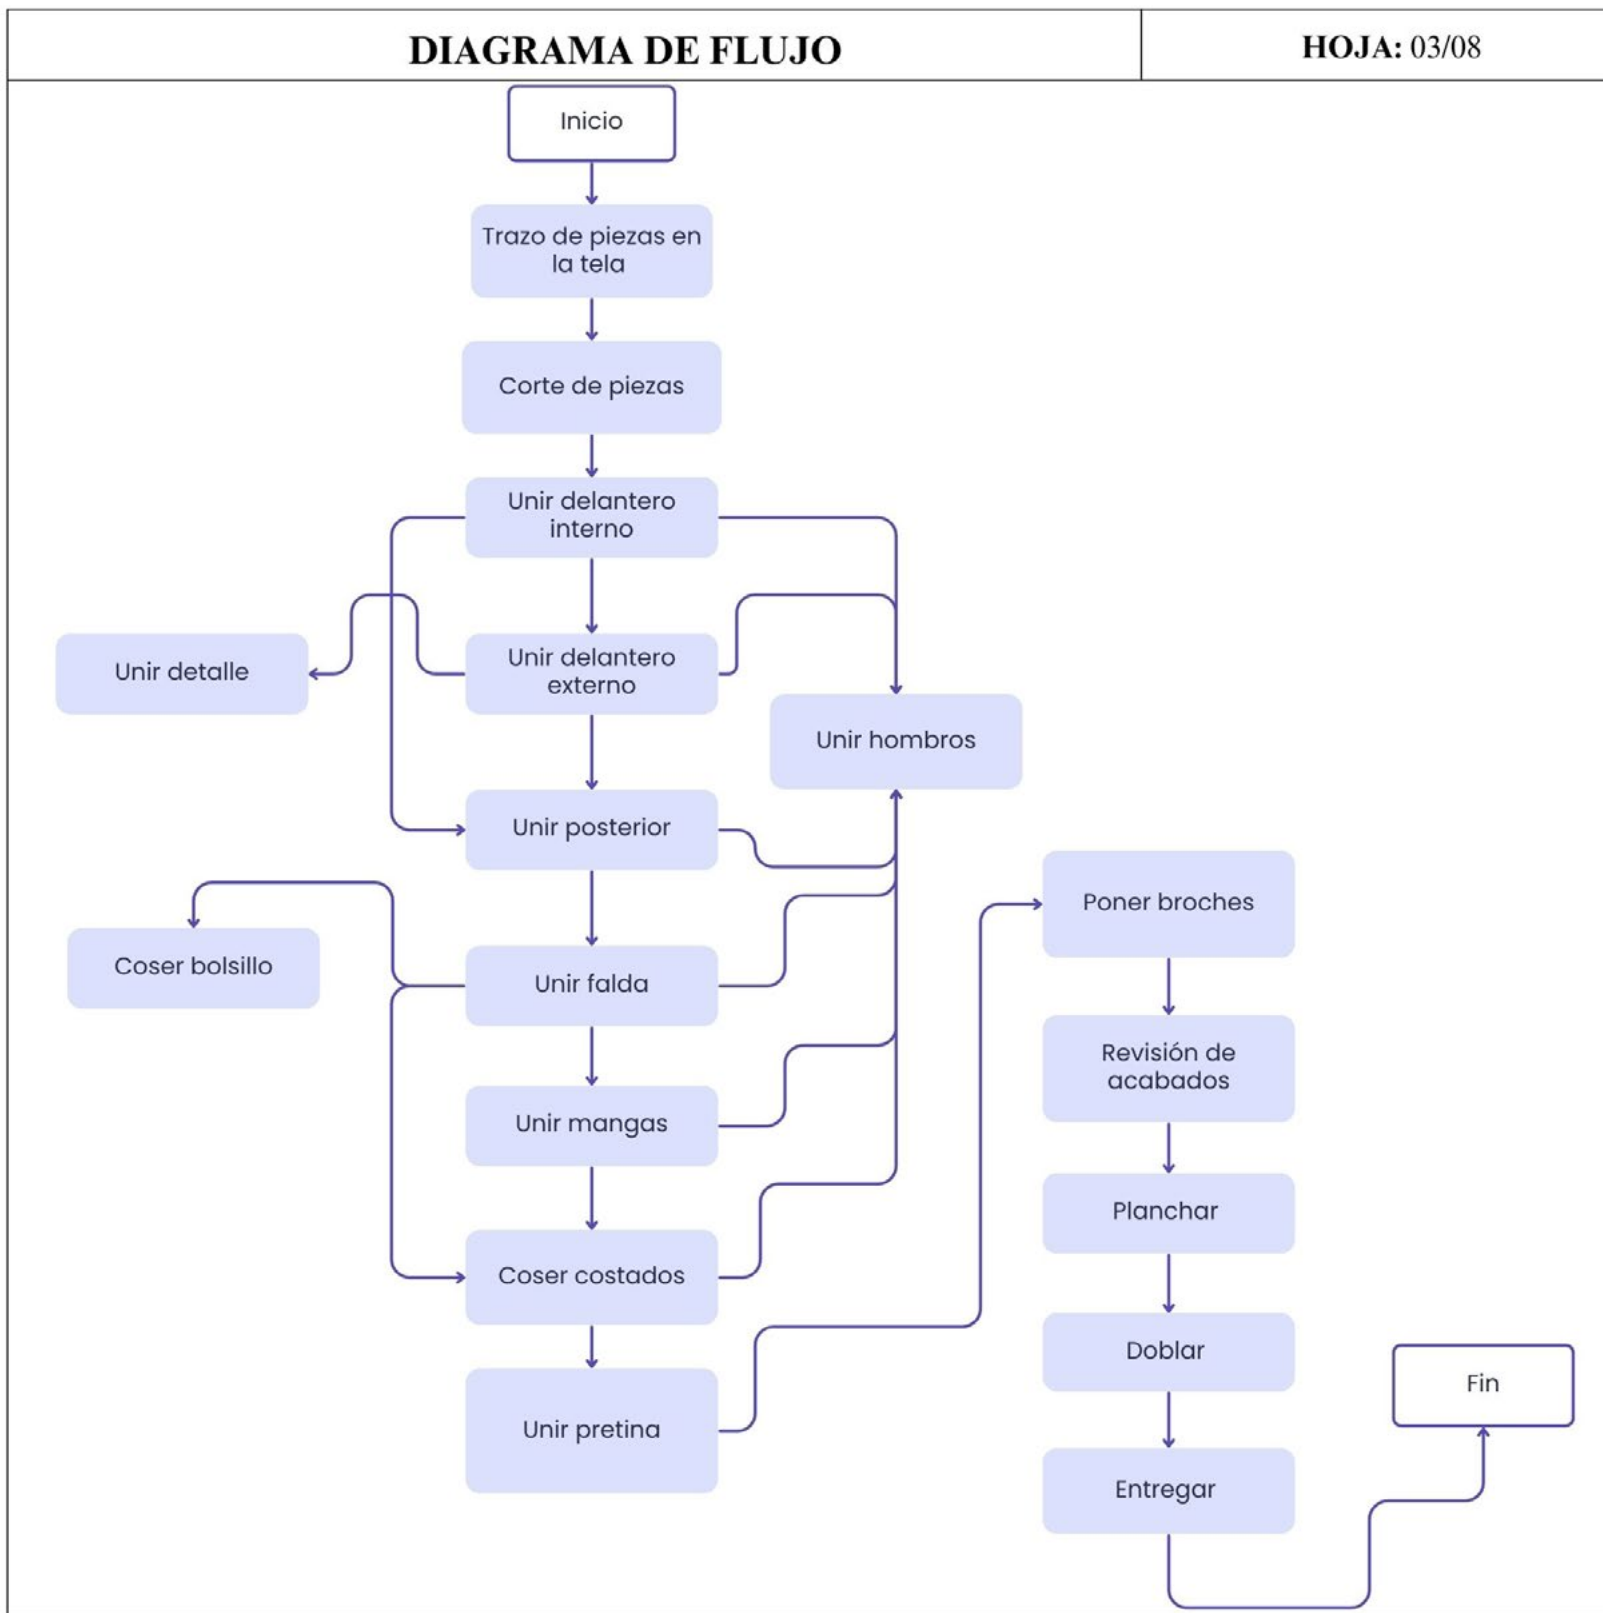 DIAGRAMA DE FLUJO
HOJA: 03/08
Inicio
Trazo de piezas en
la tela
Corte de piezas
Unir delantero
interno
Unir detalle
Unir delantero
externo
Unir hombros
Unir posterior
Coser bolsillo
Unir falda
Unir mangas
Coser costados
Unir pretina
Poner broches
Revisión de
acabados
Planchar
Doblar
Entregar
Fin